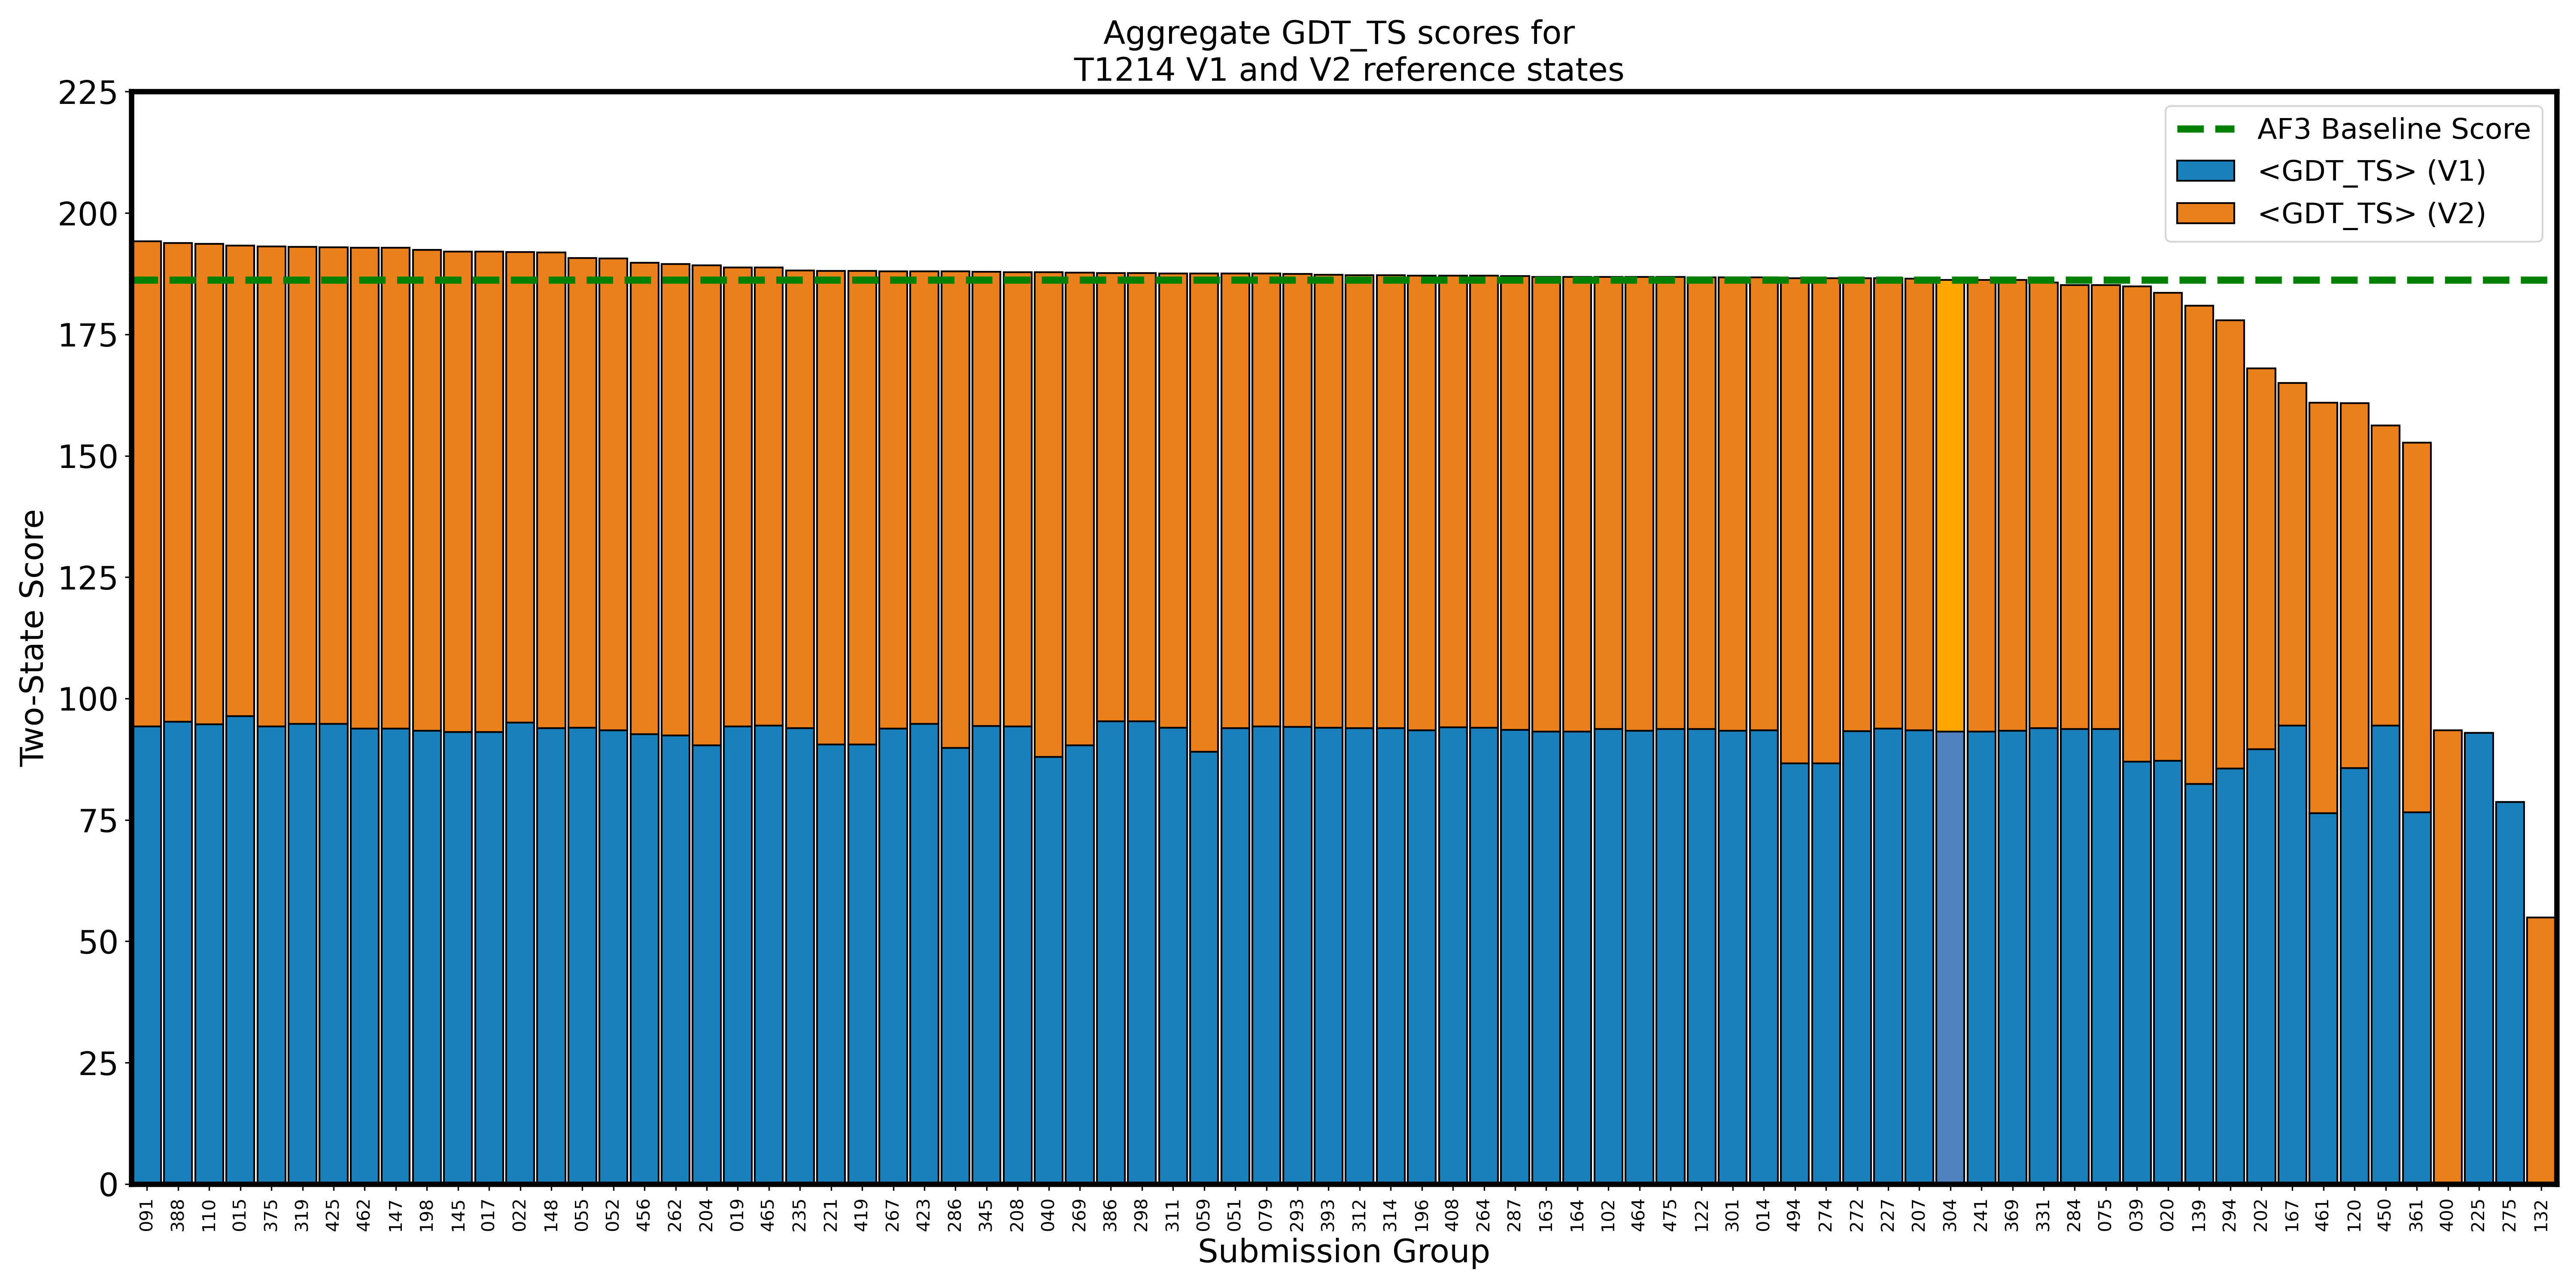 Aggregate GDT_TS scores for
T1214 V1 and V2 reference states
AF3 Baseline Score
<GDT_TS> (V1)
<GDT_TS> (V2)
Two-State Score
225
200
175
150
125
100
75
50
25
0
091 388 110 015 375 319 425 462 147 198 145 017 022 148 055 052 456 262 204 019 465 235 221 419 267 423 286 345 208 040 269 386 298 311 059 051 079 293 393 312 314 196 408 264 287 163 164 102 464 475 122 301 014 494 274 272 227 207 304 241 369 331 284 075 039 020 139 294 202 167 461 120 450 361 400 225 275 132
Submission Group